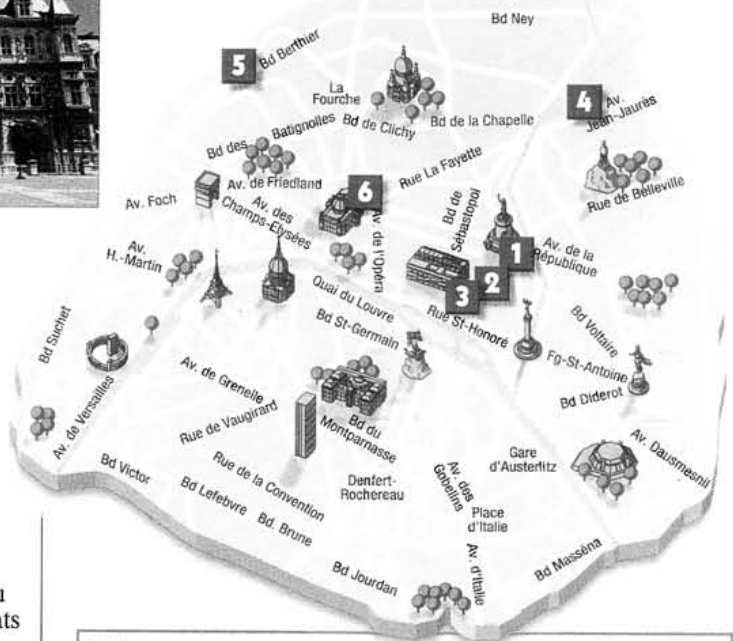 Bd Ney
5
Bd Berthier
La
Fourche
4
Av.
Jean-Jaurès
Bd des Batignolles
Bd de Clichy
Bd de la Chapelle
Rue La Fayette
Rue de Belleville
Av. Foch
Av. de Friedland
Av. des
Champs-Elysées
6
Av. de l'Opéra
Bd de
Sébastopol
1
2
3
Av. de la
République
Av.
H.-Martin
Quai du Louvre
Rue St-Honoré
Bd St-Germain
Bd Voltaire
Fg-St-Antoine
Bd Diderot
Bd Suchet
Av. de Versailles
Av. de Grenelle
Rue de Vaugirard
Bd du
Montparnasse
Rue de la Convention
Denfert-
Rochereau
Av. des
Gobelins
Gare
d'Austerlitz
Av. Dausmesnil
Place
d'Italie
Bd Victor
Bd Lefebvre
Bd. Brune
Bd Jourdan
Av. d'Italie
Bd Masséna